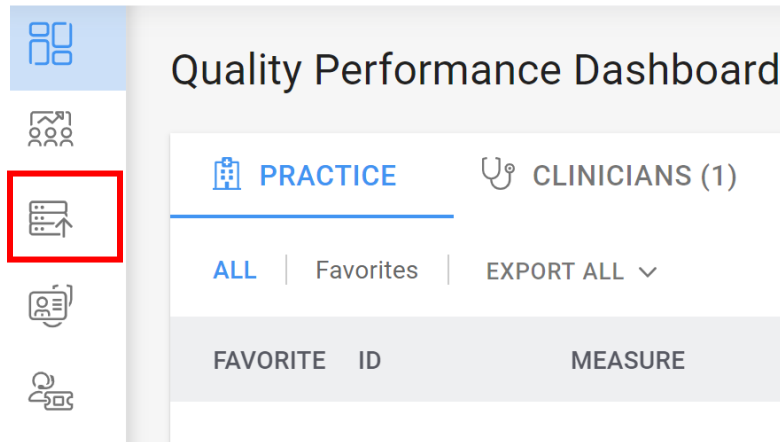 Quality Performance Dashboard
PRACTICE CLINICIANS (1)
ALL Favorites EXPORT ALL
FAVORITE ID MEASURE